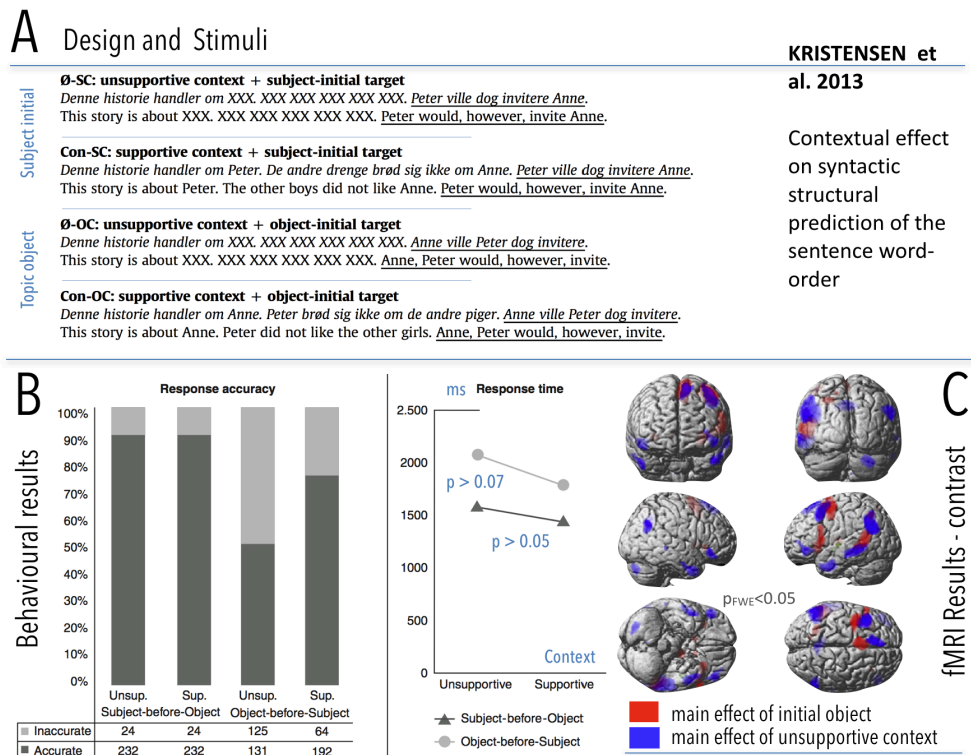 A Design and Stimuli
KRISTENSEN et
al. 2013
Contextual effect
on syntactic
structural
prediction of the
sentence word-
order
Subject initial
Ø-SC: unsupportive context + subject-initial target
Denne historie handler om XXX. XXX XXX XXX XXX XXX. Peter ville dog invitere Anne.
This story is about XXX. XXX XXX XXX XXX XXX. Peter would, however, invite Anne.
Con-SC: supportive context + subject-initial target
Denne historie handler om Peter. De andre drenge brød sig ikke om Anne. Peter ville dog invitere Anne.
This story is about Peter. The other boys did not like Anne. Peter would, however, invite Anne.
Topic object
Ø-OC: unsupportive context + object-initial target
Denne historie handler om XXX. XXX XXX XXX XXX XXX. Anne ville Peter dog invitere.
This story is about XXX. XXX XXX XXX XXX XXX. Anne, Peter would, however, invite.
Con-OC: supportive context + object-initial target
Denne historie handler om Anne. Peter brød sig ikke om de andre piger. Anne ville Peter dog invitere.
This story is about Anne. Peter did not like the other girls. Anne, Peter would, however, invite.
B
Behavioural results
Response accuracy
100%
90%
80%
70%
60%
50%
40%
30%
20%
10%
0%
Unsup. Sup. Unsup. Sup.
Subject-before-Object Object-before-Subject
Inaccurate 24 24 125 64
Accurate 232 232 131 192
ms Response time
2.500
2000
1500
1000
500
0
p > 0.07
p > 0.05
Context
Unsupportive Supportive
Subject-before-Object
Object-before-Subject
C
fMRI Results - contrast
pFWE<0.05
main effect of initial object
main effect of unsupportive context